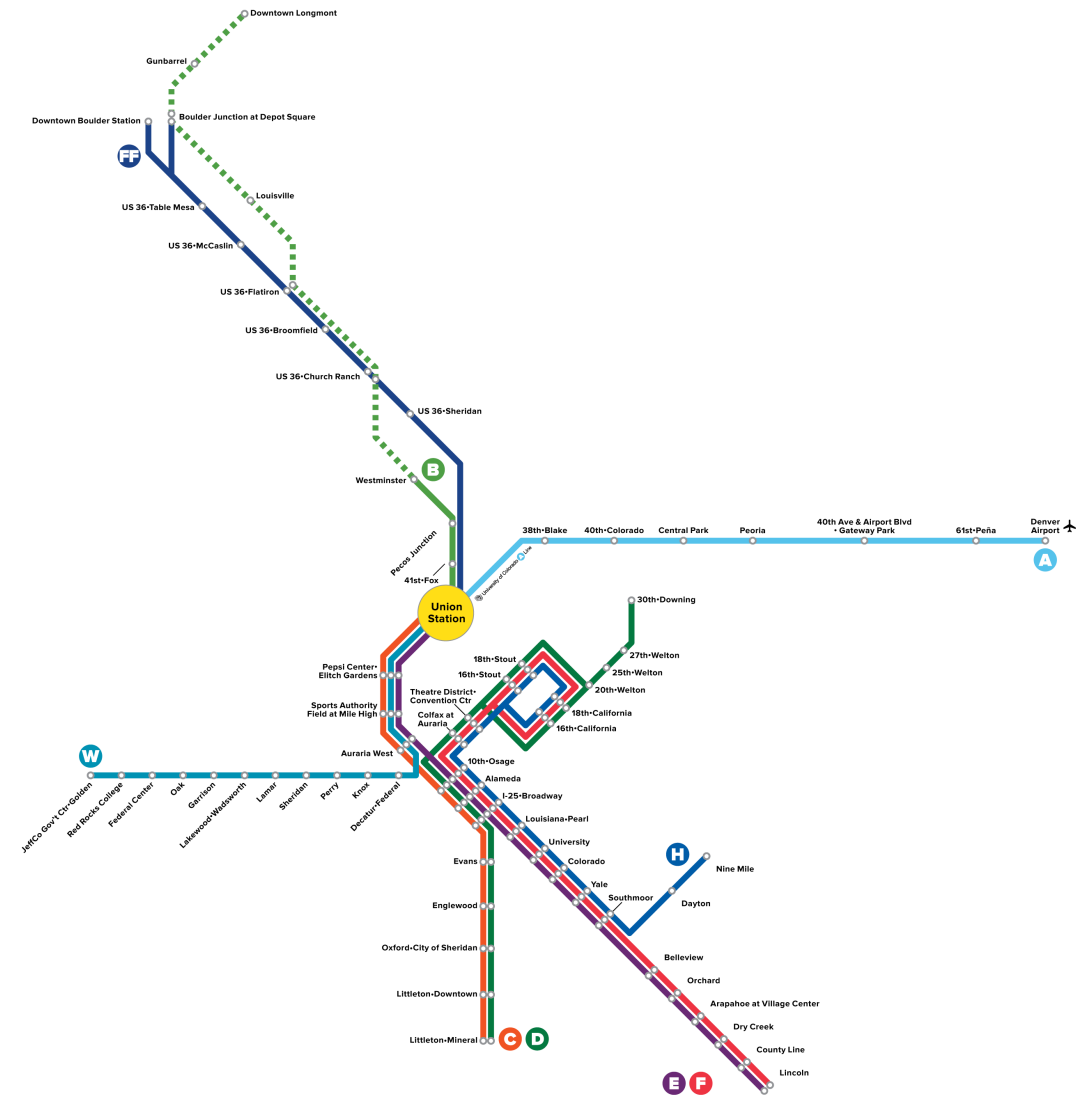 Downtown Longmont
Gunbarrel
Downtown Boulder Station
Boulder Junction at Depot Square
FF
Louisville
US 36•Table Mesa
US 36•McCaslin
US 36•Flatiron
US 36•Broomfield
US 36•Church Ranch
US 36•Sheridan
B
Westminster
Pecos Junction
41st•Fox
38th•Blake
40th•Colorado
Central Park
Peoria
40th Ave & Airport Blvd
• Gateway Park
61st•Peña
Denver
Airport
A
University of Colorado
Line
Union
Station
30th•Downing
27th•Welton
25th•Welton
20th•Welton
18th•California
16th•California
18th•Stout
16th•Stout
Theatre District•
Convention Ctr
Colfax at
Auraria
Pepsi Center•
Elitch Gardens
Sports Authority
Field at Mile High
Auraria West
W
JeffCo Gov't Ctr•Golden
Red Rocks College
Federal Center
Oak
Garrison
Lakewood•Wadsworth
Lamar
Sheridan
Perry
Knox
Decatur•Federal
10th•Osage
Alameda
I-25•Broadway
Louisiana•Pearl
University
Colorado
Yale
Southmoor
H
Nine Mile
Dayton
Evans
Englewood
Oxford•City of Sheridan
Littleton•Downtown
Littleton•Mineral
C
D
Belleview
Orchard
Arapahoe at Village Center
Dry Creek
County Line
Lincoln
E
F